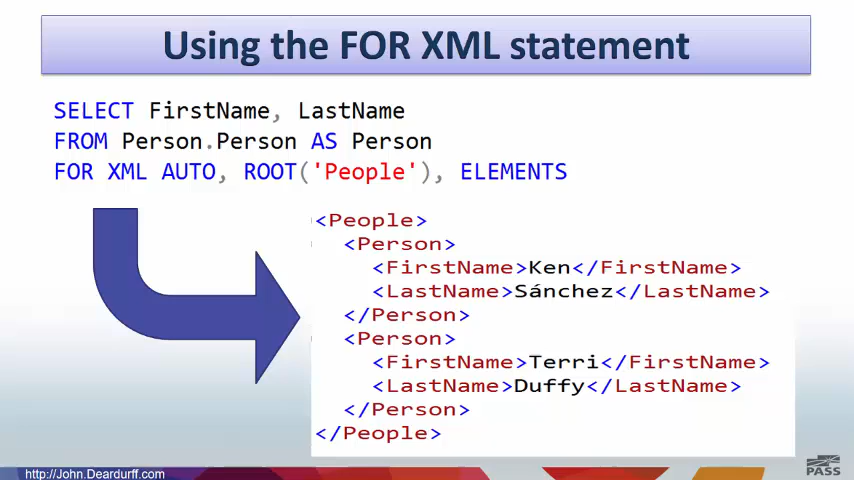 Using the FOR XML statement
SELECT FirstName, LastName
FROM Person.Person AS Person
FOR XML AUTO, ROOT('People'), ELEMENTS
<People>
<Person>
<FirstName>Ken</FirstName>
<LastName>Sánchez</LastName>
</Person>
<Person>
<FirstName>Terri</FirstName>
<LastName>Duffy</LastName>
</Person>
</People>
http://John.Deardurff.com
PASS